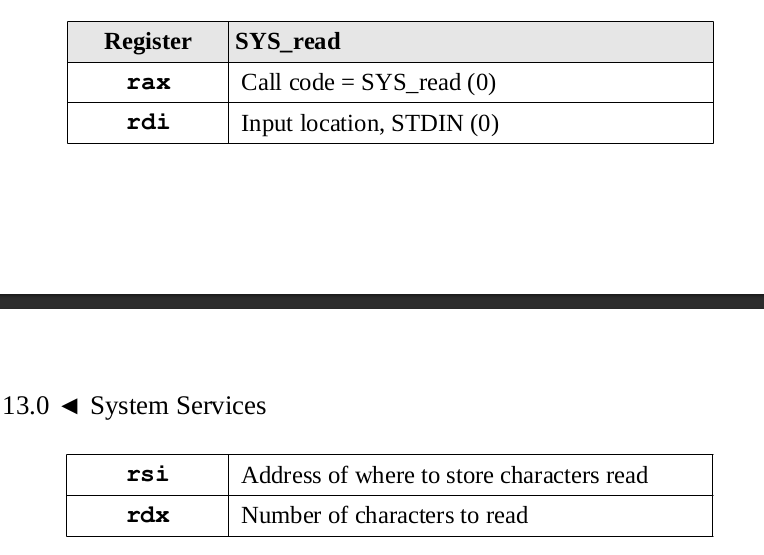 Register SYS_read
rax Call code = SYS_read (0)
rdi Input location, STDIN (0)
13.0 ◄ System Services
rsi Address of where to store characters read
rdx Number of characters to read